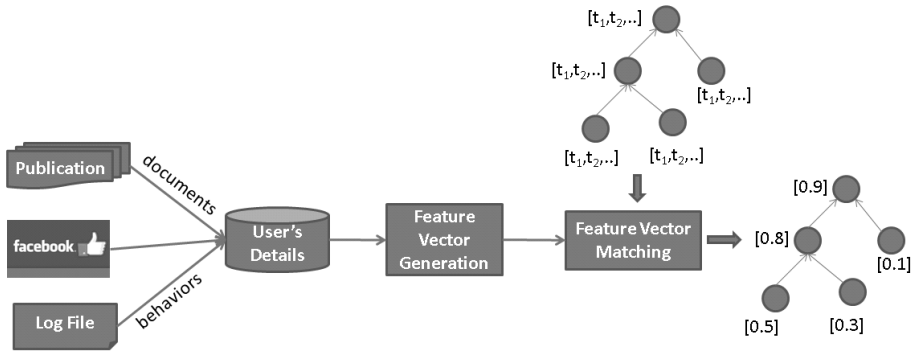 [t₁,t₂,..]
[t₁,t₂,..]
[t₁,t₂,..]
[t₁,t₂,..]
[t₁,t₂,..]
Publication
documents
facebook
behaviors
Log File
User's
Details
Feature
Vector
Generation
Feature Vector
Matching
[0.9]
[0.8]
[0.1]
[0.5]
[0.3]